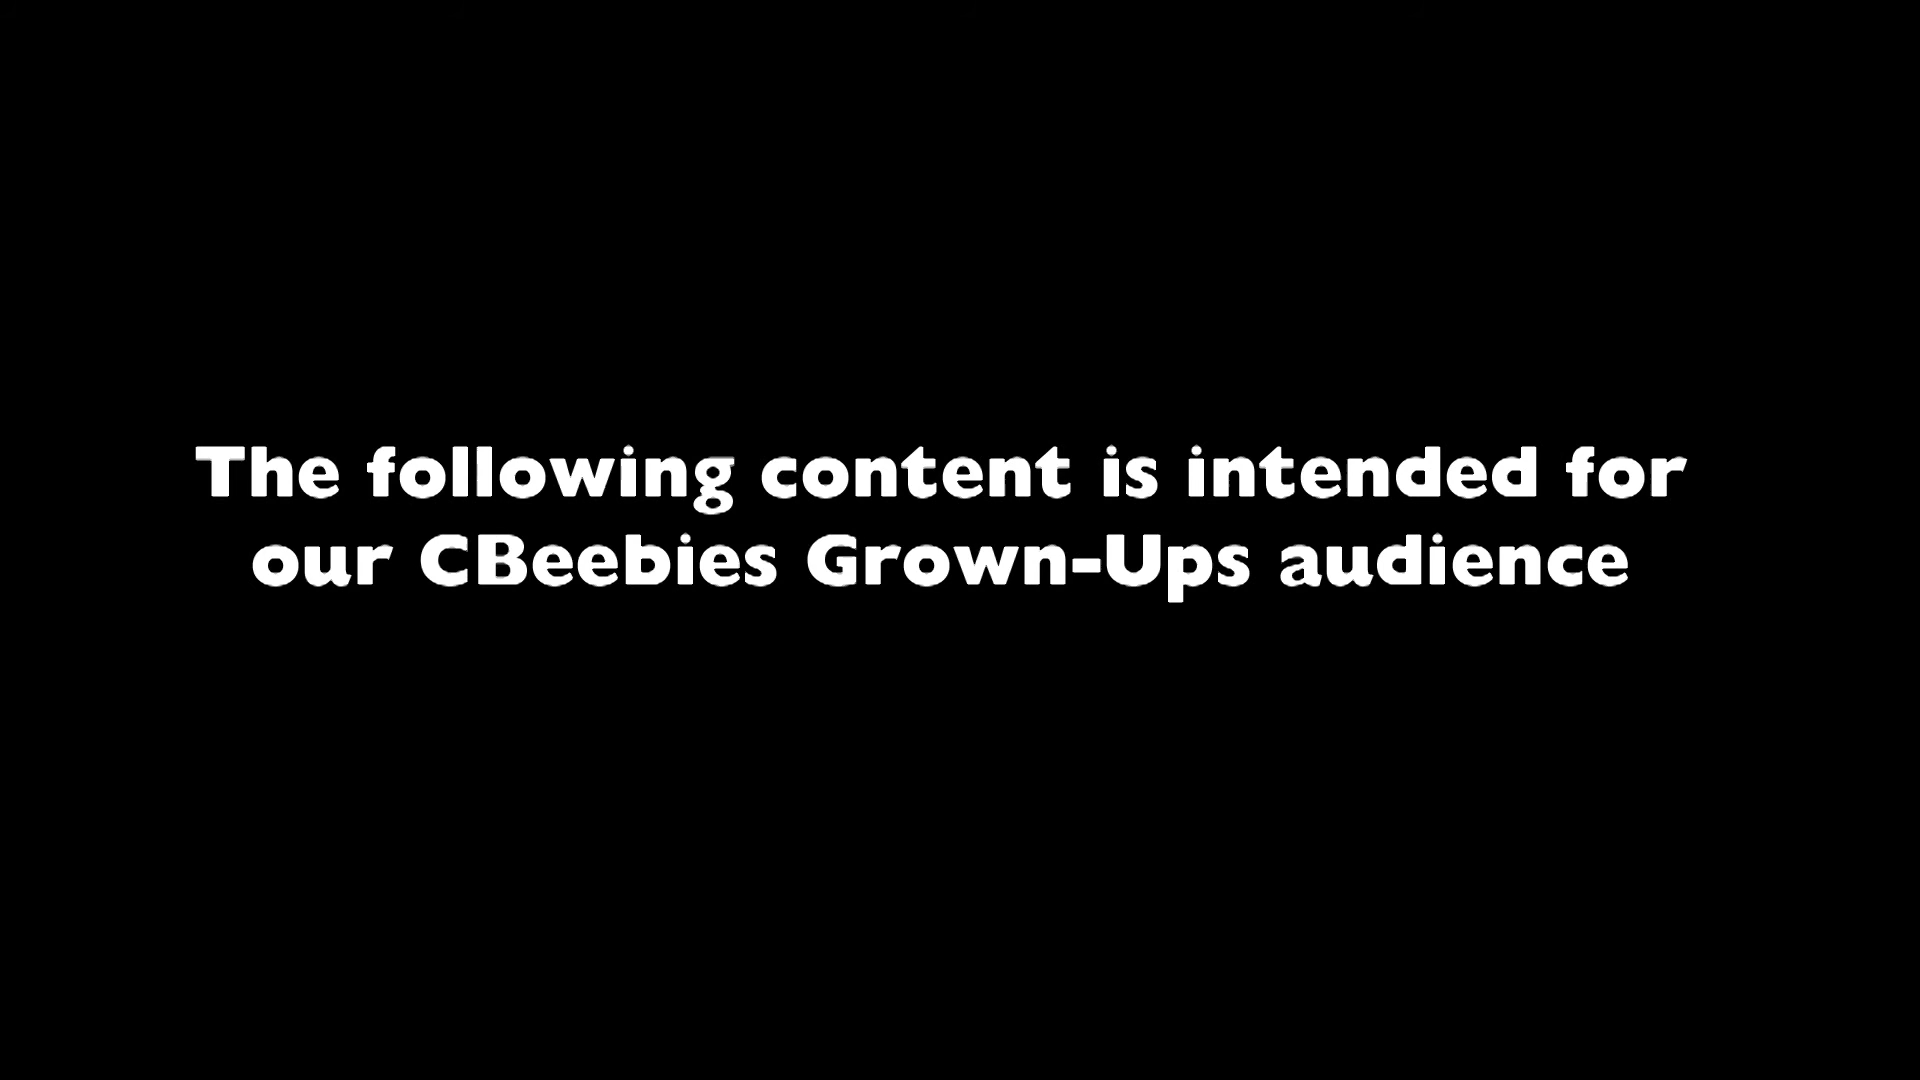 The following content is intended for
our CBeebies Grown-Ups audience